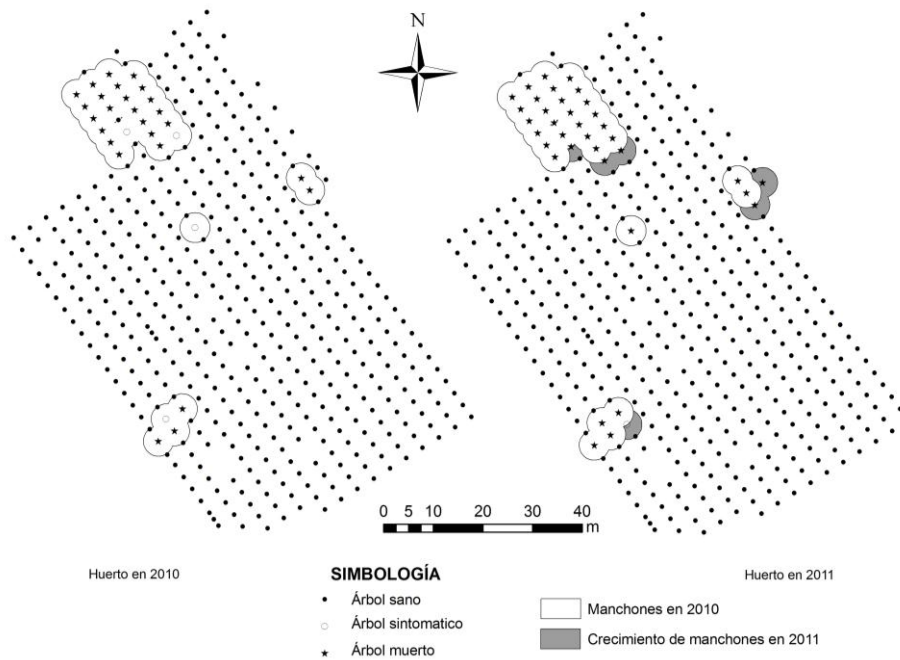 N
0 5 10 20 30 40
m
Huerto en 2010
SIMBOLOGÍA
Huerto en 2011
Árbol sano
Árbol sintomatico
Árbol muerto
Manchones en 2010
Crecimiento de manchones en 2011